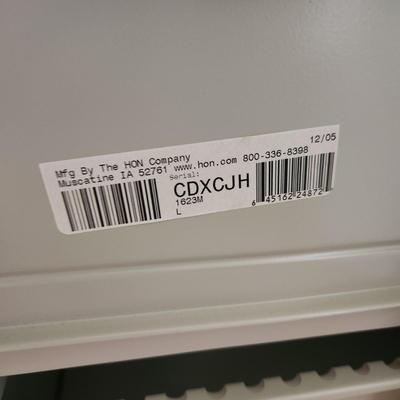 12/05
Mfg By The HON Company
Muscatine IA 52761 www.hon.com 800-336-8398
Serial:
CDXCJH
1623M
L
6 45162 24872